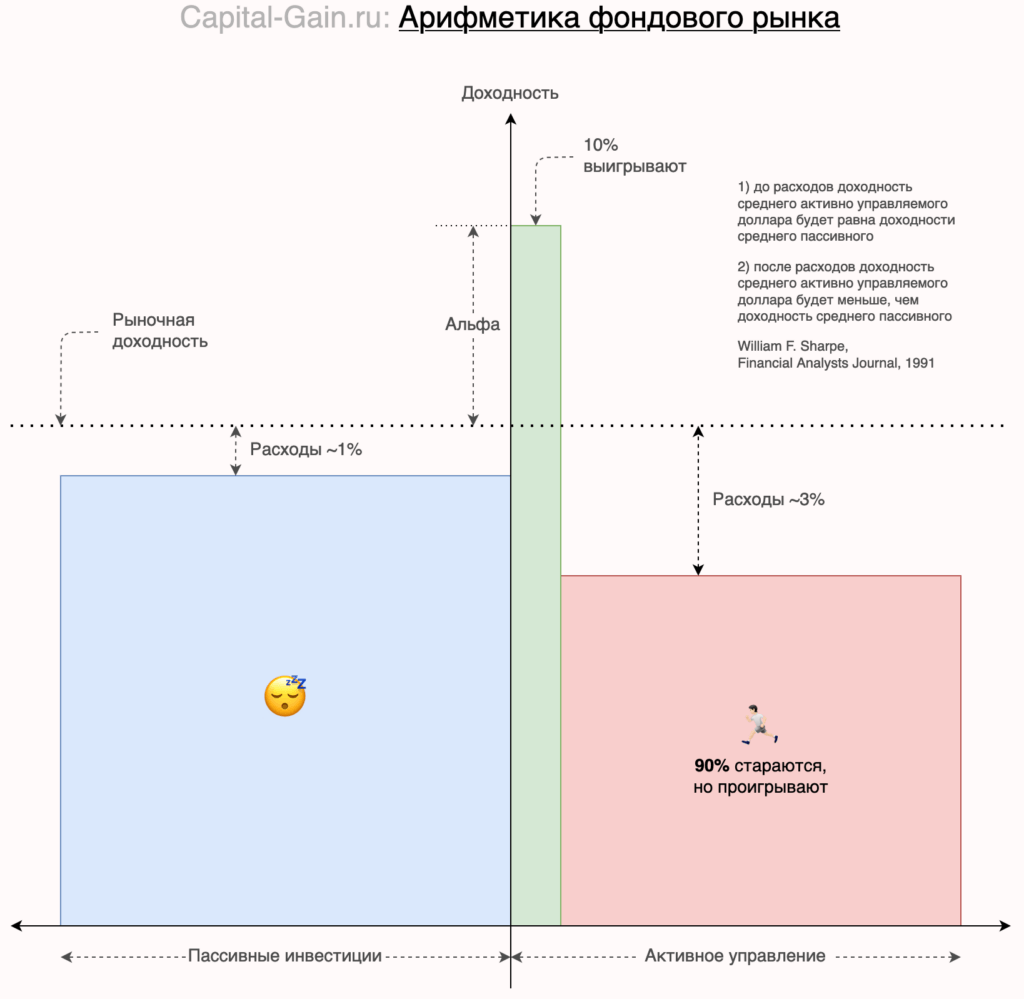 Capital-Gain.ru: Арифметика фондового рынка
Доходность
10%
выигрывают
1) до расходов доходность
среднего активно управляемого
доллара будет равна доходности
среднего пассивного
2) после расходов доходность
среднего активно управляемого
доллара будет меньше, чем
доходность среднего пассивного
William F. Sharpe,
Financial Analysts Journal, 1991
Рыночная
доходность
Альфа
Расходы ~1%
Расходы ~3%
zzz
90% стараются,
но проигрывают
Пассивные инвестиции
Активное управление